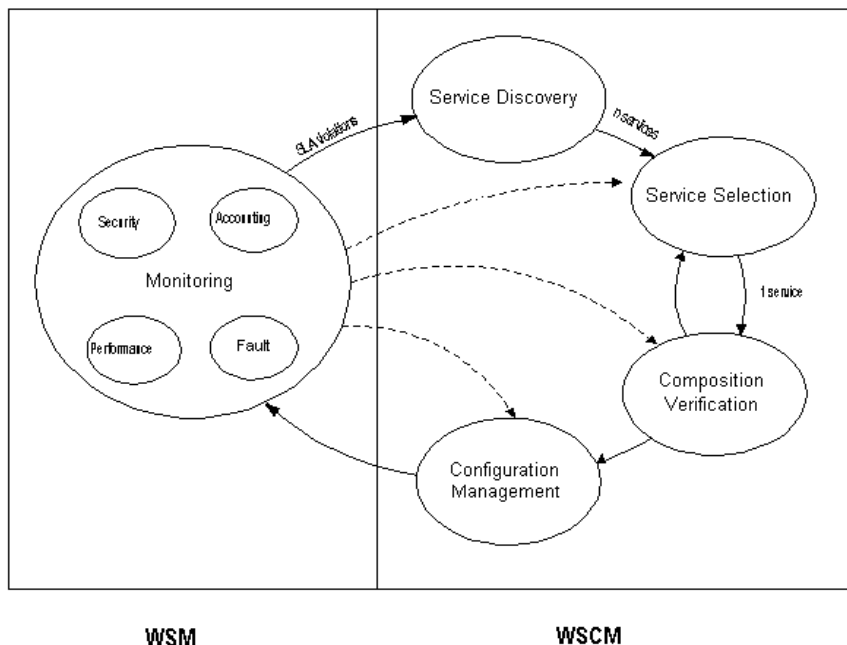 Service Discovery
SLA violations
n services
Service Selection
Security
Accounting
Monitoring
1 service
Performance
Fault
Composition
Verification
Configuration
Management
WSM
WSCM